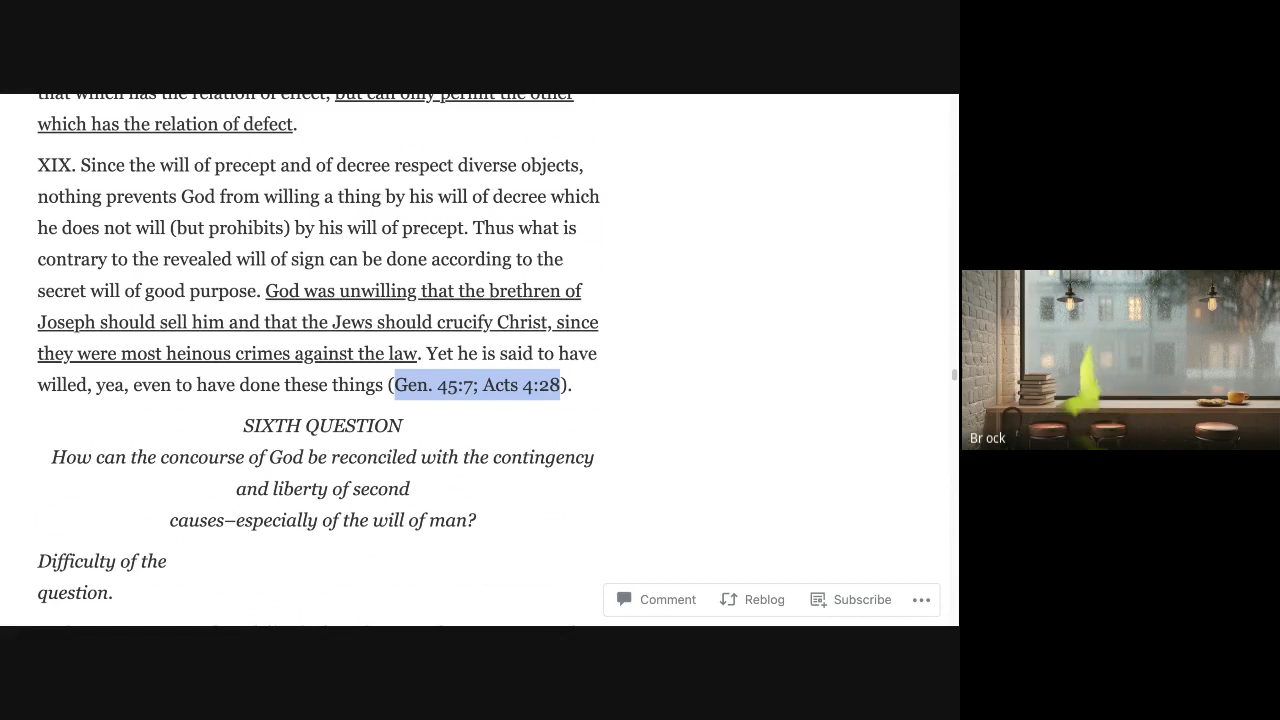 that which has the relation of effect, but can only permit the other
which has the relation of defect.
XIX. Since the will of precept and of decree respect diverse objects,
nothing prevents God from willing a thing by his will of decree which
he does not will (but prohibits) by his will of precept. Thus what is
contrary to the revealed will of sign can be done according to the
secret will of good purpose. God was unwilling that the brethren of
Joseph should sell him and that the Jews should crucify Christ, since
they were most heinous crimes against the law. Yet he is said to have
willed, yea, even to have done these things (Gen. 45:7; Acts 4:28).
SIXTH QUESTION
How can the concourse of God be reconciled with the contingency
and liberty of second
causes–especially of the will of man?
Difficulty of the
question.
Comment Reblog Subscribe
Br ock